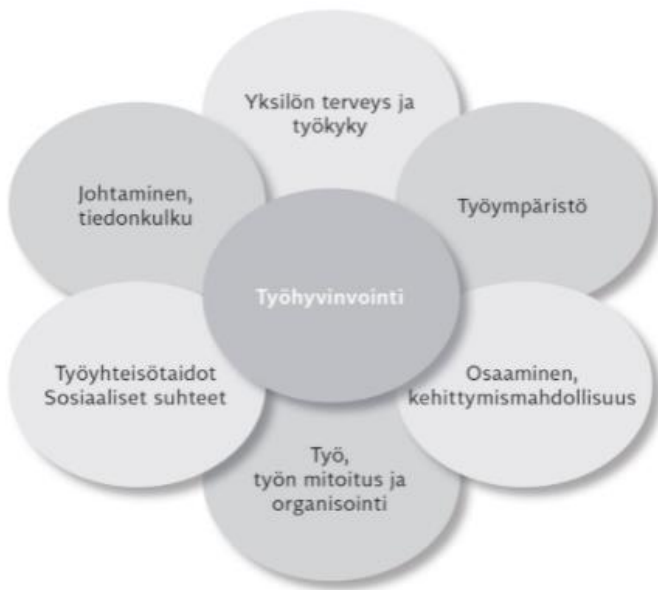 Yksilön terveys ja
työkyky
Johtaminen,
tiedonkulku
Työympäristö
Työhyvinvointi
Työyhteisötaidot
Sosiaaliset suhteet
Osaaminen,
kehittymismahdollisuus
Työ,
työn mitoitus ja
organisointi